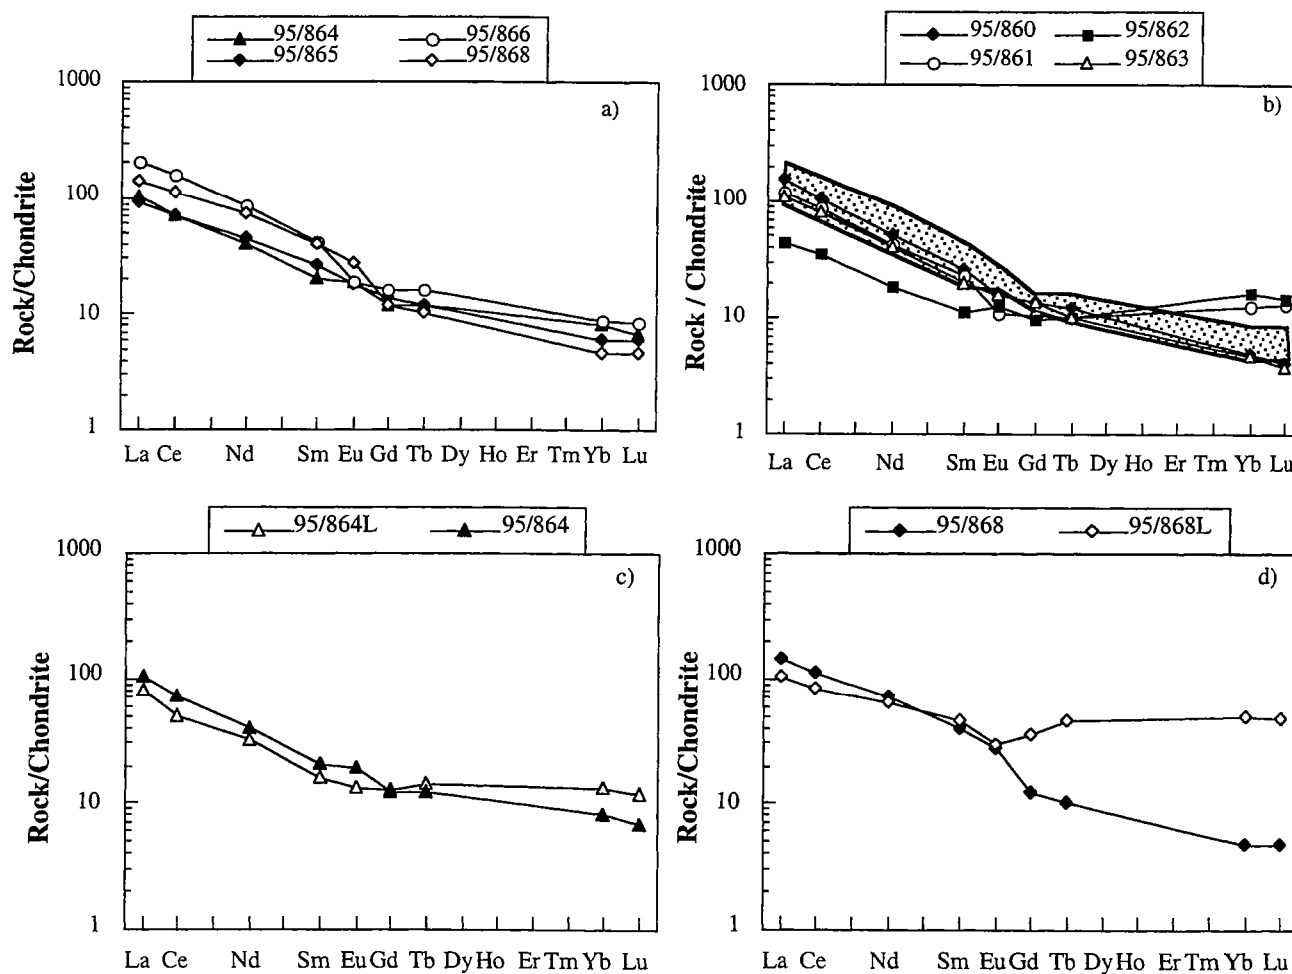 95/864 95/866
95/865 95/868
a)
1000
100
10
1
Rock/Chondrite
La Ce Nd Sm Eu Gd Tb Dy Ho Er Tm Yb Lu
95/860 95/862
95/861 95/863
b)
1000
100
10
1
Rock / Chondrite
La Ce Nd Sm Eu Gd Tb Dy Ho Er Tm Yb Lu
95/864L 95/864
c)
1000
100
10
1
Rock/Chondrite
La Ce Nd Sm Eu Gd Tb Dy Ho Er Tm Yb Lu
95/868 95/868L
d)
1000
100
10
1
Rock/Chondrite
La Ce Nd Sm Eu Gd Tb Dy Ho Er Tm Yb Lu